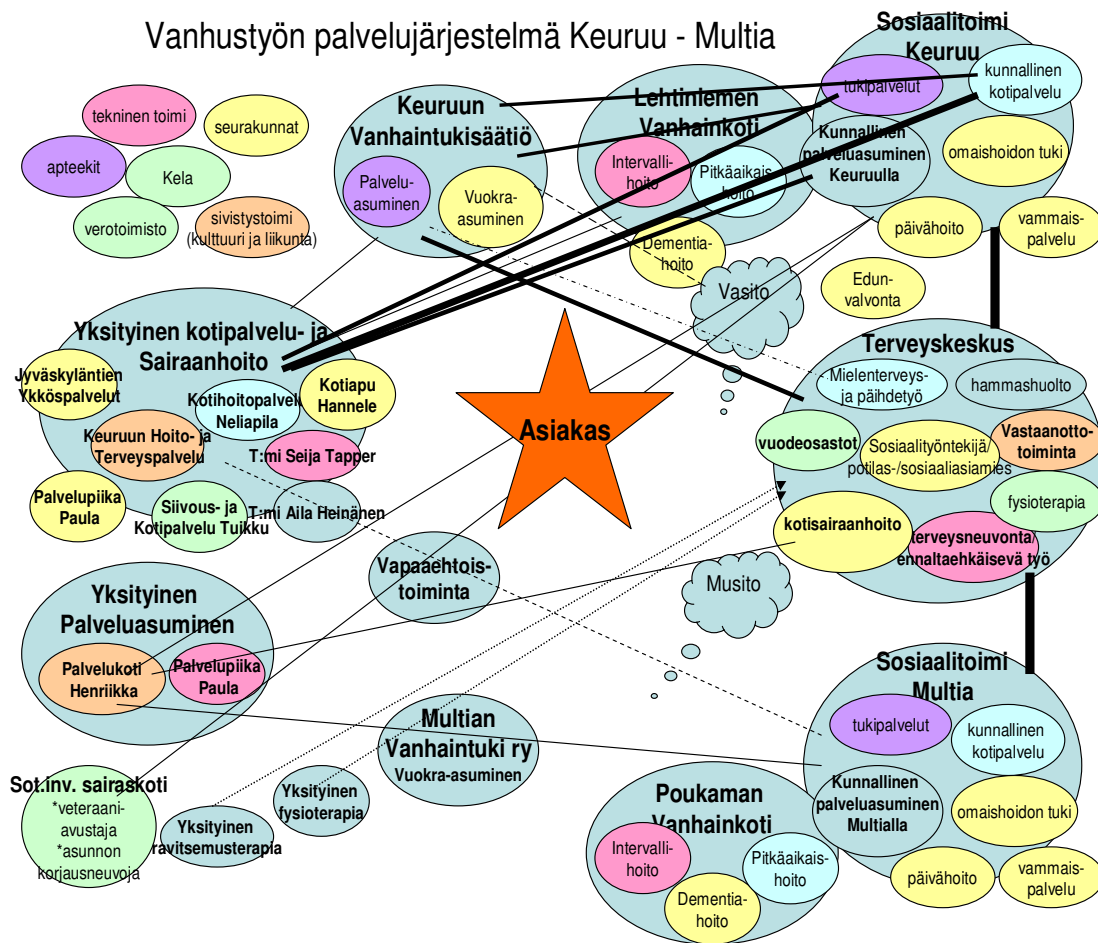 Vanhustyön palvelujärjestelmä Keuruu - Multia
tekninen toimi
seurakunnat
apteekit
Kela
verotoimisto
sivistystoimi
(kulttuuri ja liikunta)
Keuruun
Vanhaintukisäätiö
Palvelu-
asuminen
Vuokra-
asuminen
Lehtiniemen
Vanhainkoti
Intervalli-
hoito
Pitkäaikais
hoito
Dementia-
hoito
Sosiaalitoimi
Keuruu
tukipalvelut
kunnallinen
kotipalvelu
Kunnallinen
palveluasuminen
Keuruulla
omaishoidon tuki
päivähoito
vammais-
palvelu
Edun-
valvonta
Vasito
Yksityinen kotipalvelu- ja
Sairaanhoito
Jyväskyläntien
Ykköspalvelut
Kotihoitopalvelu
Neliapila
Kotiapu
Hannele
Keuruun Hoito- ja
Terveyspalvelu
T:mi Seija Tapper
Palvelupiika
Paula
Siivous- ja
Kotipalvelu Tuikku
T:mi Aila Heinänen
Asiakas
Terveyskeskus
Mielenterveys-
ja päihdetyö
hammashuolto
vuodeosastot
Sosiaalityöntekijä/
potilas-/sosiaaliasiamies
Vastaanotto-
toiminta
fysioterapia
kotisairaanhoito
terveysneuvonta/
ennaltaehkäisevä työ
Vapaaehtois-
toiminta
Musito
Yksityinen
Palveluasuminen
Palvelukoti
Henriikka
Palvelupiika
Paula
Multian
Vanhaintuki ry
Vuokra-asuminen
Sot.inv. sairaskoti
*veteraani-
avustaja
*asunnon
korjausneuvoja
Yksityinen
ravitsemusterapia
Yksityinen
fysioterapia
Poukaman
Vanhainkoti
Intervalli-
hoito
Pitkäaikais-
hoito
Dementia-
hoito
Sosiaalitoimi
Multia
tukipalvelut
kunnallinen
kotipalvelu
Kunnallinen
palveluasuminen
Multialla
omaishoidon tuki
päivähoito
vammais-
palvelu